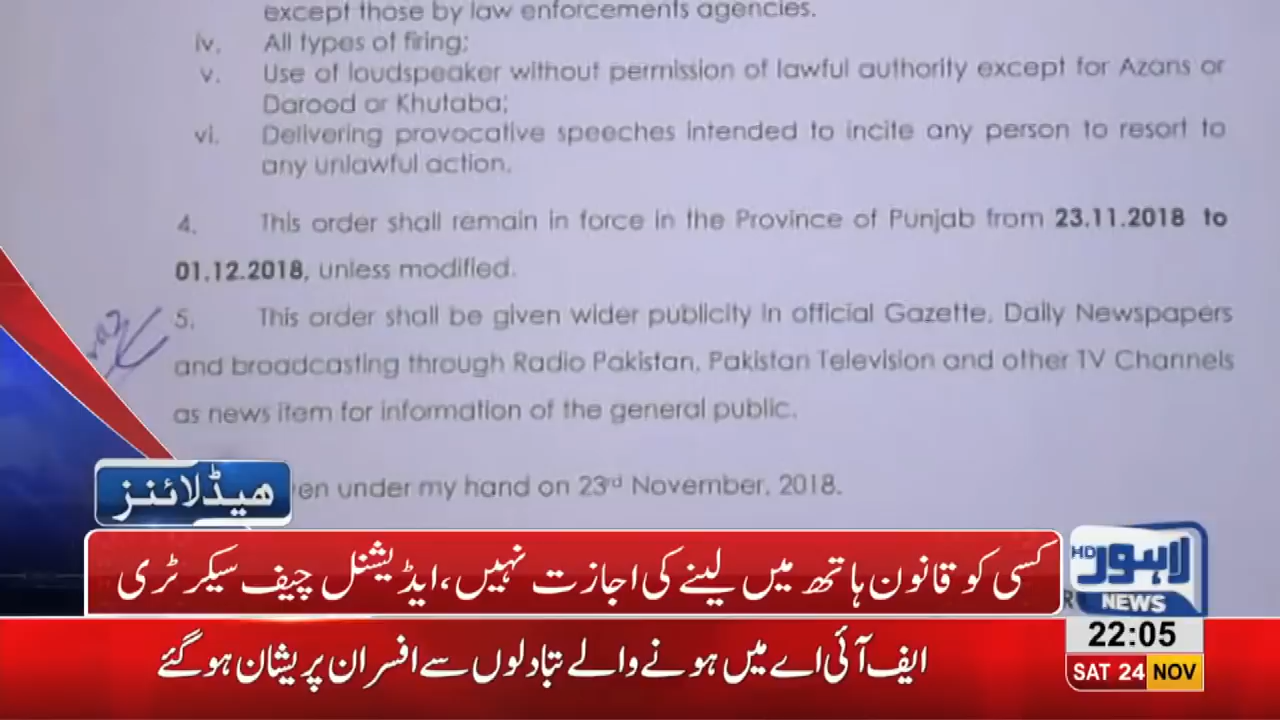 except those by law enforcements agencies.
iv. All types of firing;
v. Use of loudspeaker without permission of lawful authority except for Azans or
Darood or Khutaba;
vi. Delivering provocative speeches intended to incite any person to resort to
any unlawful action.
4. This order shall remain in force in the Province of Punjab from 23.11.2018 to
01.12.2018, unless modified.
5. This order shall be given wider publicity in official Gazette, Daily Newspapers
and broadcasting through Radio Pakistan, Pakistan Television and other TV Channels
as news item for information of the general public.
en under my hand on 23rd November, 2018.
ہیڈلائنز
کسی کو قانون ہاتھ میں لینے کی اجازت نہیں، ایڈیشنل چیف سیکرٹری
HD لاہور
NEWS
22:05
SAT 24 NOV
ایف آئی اے میں ہونے والے تبادلوں سے افسران پریشان ہوگئے